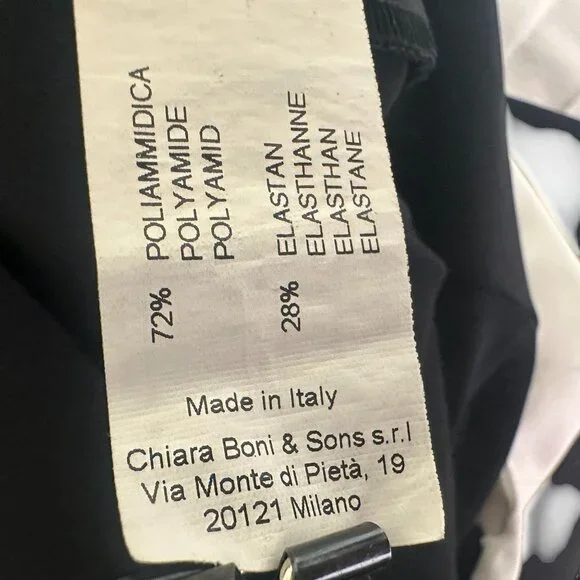 72% POLIAMMIDICA
POLYAMIDE
POLYAMID
28% ELASTAN
ELASTHANNE
ELASTHAN
ELASTANE
Made in Italy
Chiara Boni & Sons s.r.l
Via Monte di Pietà, 19
20121 Milano